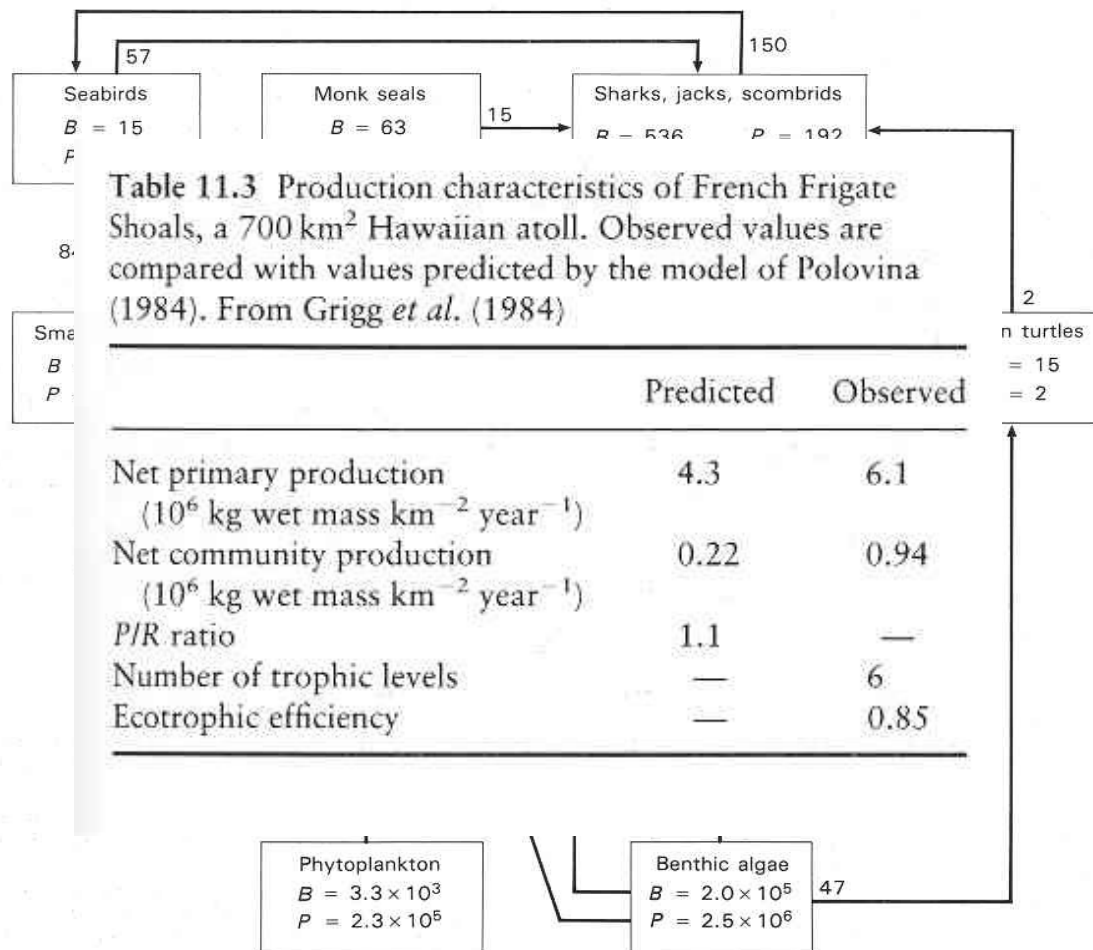 57
150
Seabirds
B = 15
P
Monk seals
B = 63
15
Sharks, jacks, scombrids
B = 536 P = 192
Table 11.3 Production characteristics of French Frigate
Shoals, a 700 km² Hawaiian atoll. Observed values are
compared with values predicted by the model of Polovina
(1984). From Grigg et al. (1984)
84
2
Sma
B
P
n turtles
= 15
= 2
Predicted Observed
Net primary production 4.3 6.1
(10⁶ kg wet mass km⁻² year⁻¹)
Net community production 0.22 0.94
(10⁶ kg wet mass km⁻² year⁻¹)
P/R ratio 1.1 —
Number of trophic levels — 6
Ecotrophic efficiency — 0.85
Phytoplankton
B = 3.3 × 10³
P = 2.3 × 10⁵
Benthic algae
B = 2.0 × 10⁵
P = 2.5 × 10⁶
47